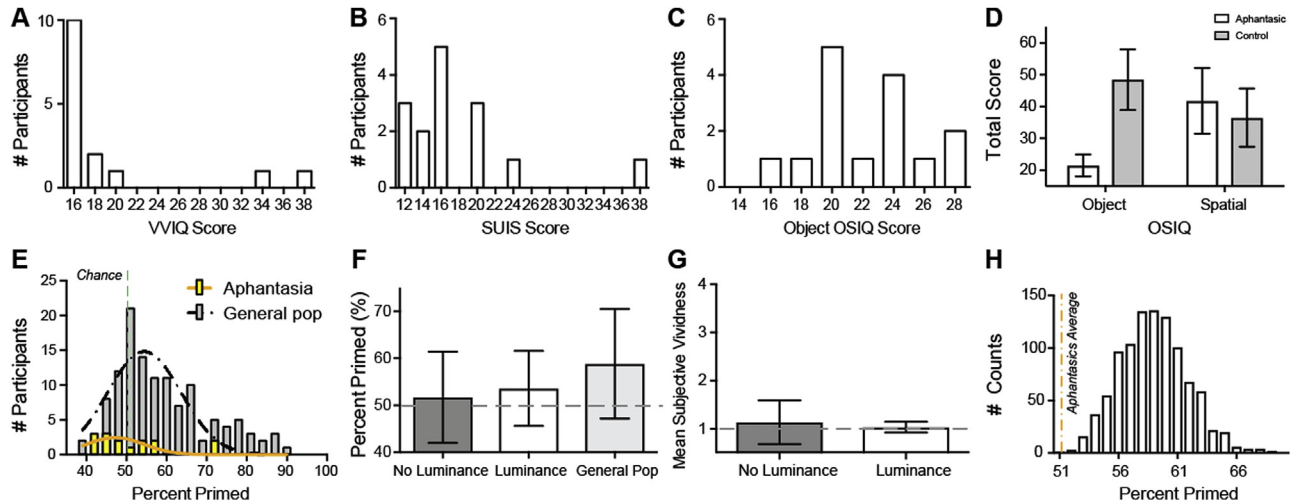 A
# Participants
10
5
0
16 18 20 22 24 26 28 30 32 34 36 38
VVIQ Score
B
# Participants
6
4
2
0
12 14 16 18 20 22 24 26 28 30 32 34 36 38
SUIS Score
C
# Participants
6
4
2
0
14 16 18 20 22 24 26 28
Object OSIQ Score
D
Total Score
60
50
40
30
20
Aphantasic
Control
Object Spatial
OSIQ
E
# Participants
25
20
15
10
5
0
Chance
Aphantasia
General pop
40 50 60 70 80 90 100
Percent Primed
F
Percent Primed (%)
70
60
50
40
No Luminance Luminance General Pop
G
Mean Subjective Vividness
4
3
2
1
No Luminance Luminance
H
# Counts
150
100
50
0
Aphantasics Average
51 56 61 66
Percent Primed